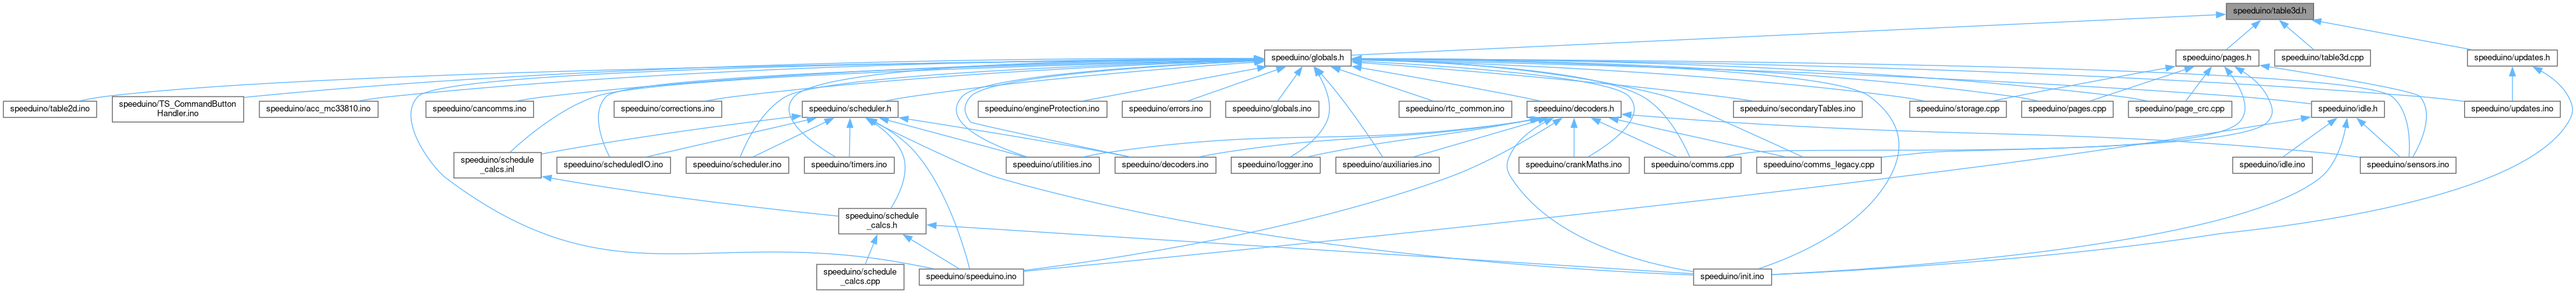 speeduino/table3d.h
speeduino/globals.h
speeduino/pages.h
speeduino/table3d.cpp
speeduino/updates.h
speeduino/table2d.ino
speeduino/TS_CommandButton
Handler.ino
speeduino/acc_mc33810.ino
speeduino/cancomms.ino
speeduino/corrections.ino
speeduino/scheduler.h
speeduino/engineProtection.ino
speeduino/errors.ino
speeduino/globals.ino
speeduino/rtc_common.ino
speeduino/decoders.h
speeduino/secondaryTables.ino
speeduino/storage.cpp
speeduino/pages.cpp
speeduino/page_crc.cpp
speeduino/idle.h
speeduino/updates.ino
speeduino/schedule
_calcs.inl
speeduino/scheduledIO.ino
speeduino/scheduler.ino
speeduino/timers.ino
speeduino/utilities.ino
speeduino/decoders.ino
speeduino/logger.ino
speeduino/auxiliaries.ino
speeduino/crankMaths.ino
speeduino/comms.cpp
speeduino/comms_legacy.cpp
speeduino/idle.ino
speeduino/sensors.ino
speeduino/schedule
_calcs.h
speeduino/schedule
_calcs.cpp
speeduino/speeduino.ino
speeduino/init.ino